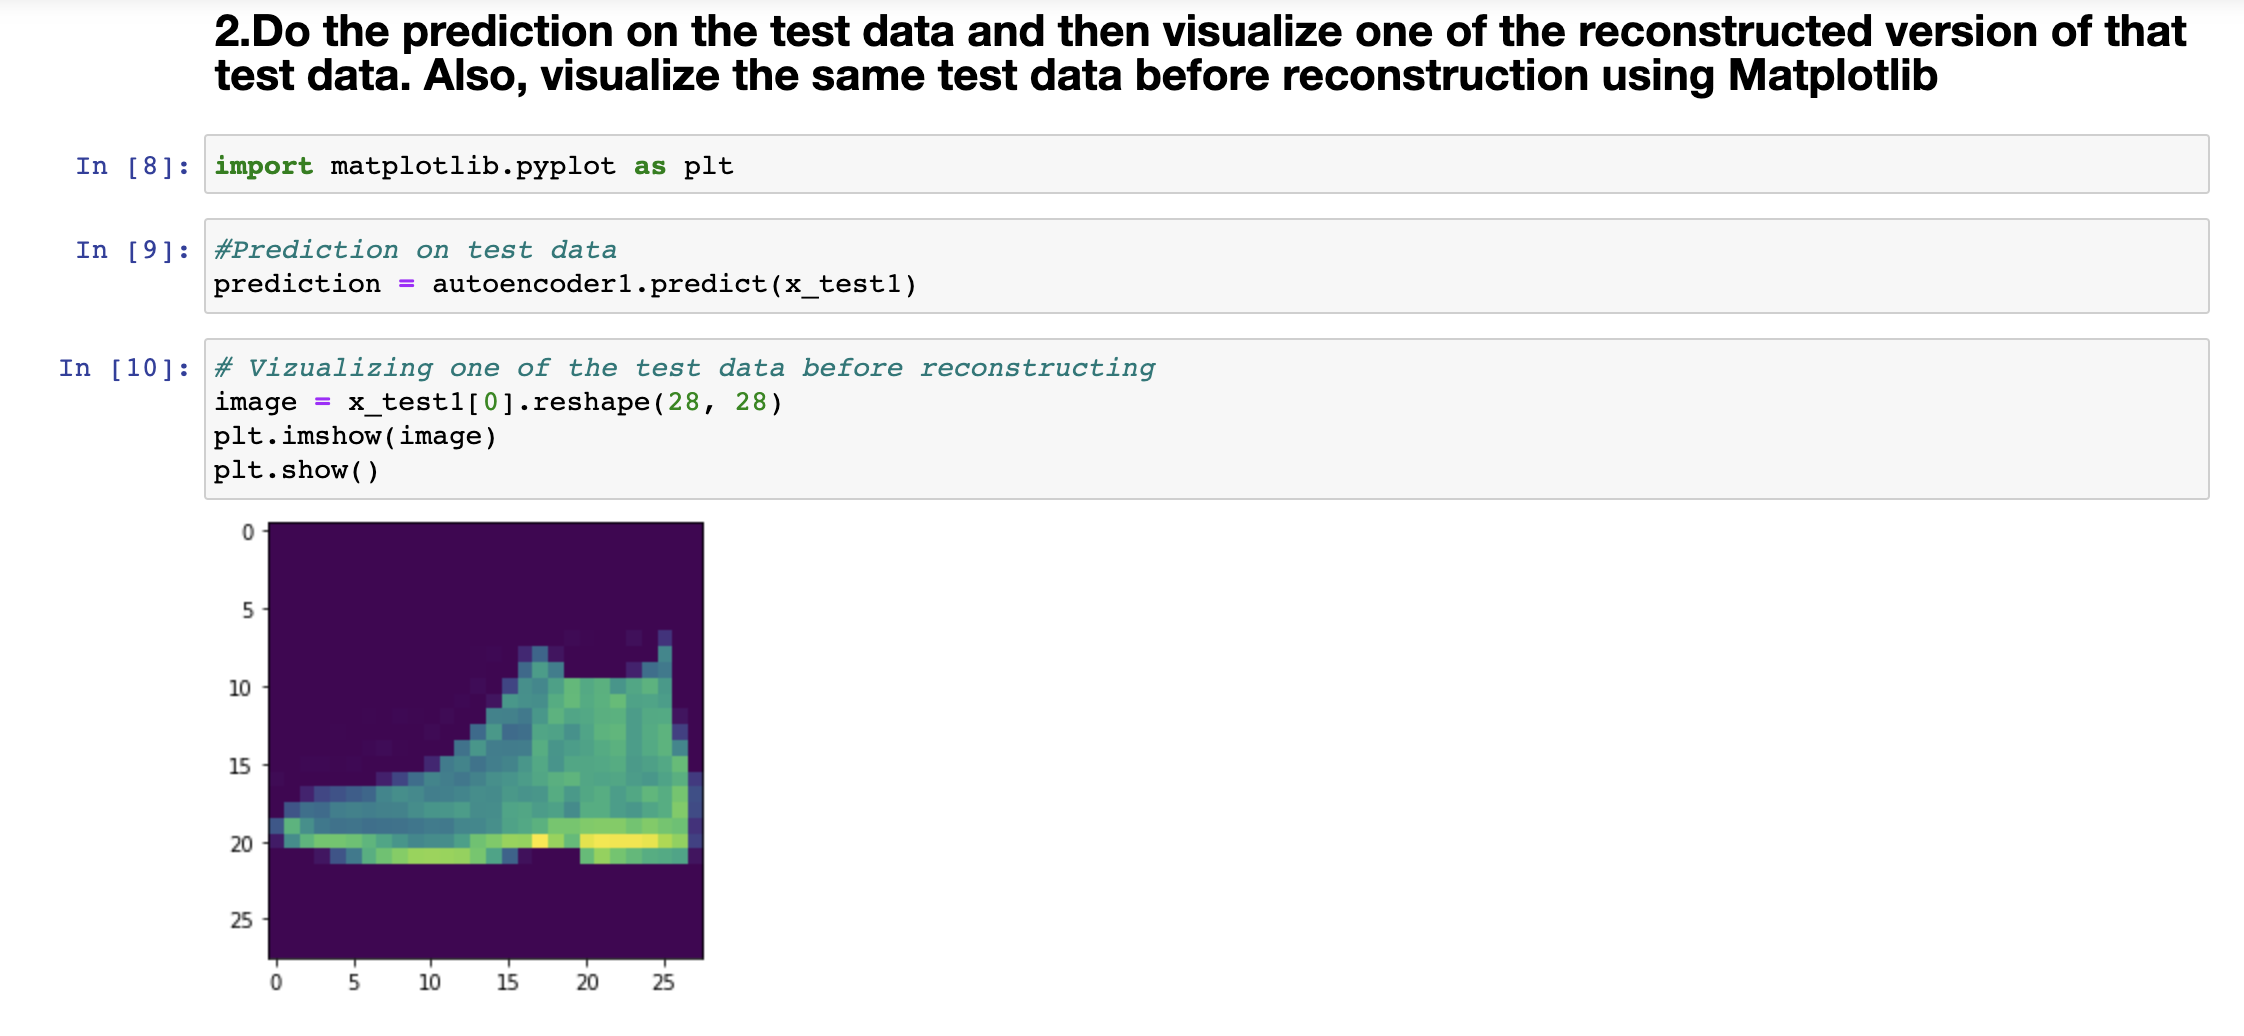 2.Do the prediction on the test data and then visualize one of the reconstructed version of that
test data. Also, visualize the same test data before reconstruction using Matplotlib
In [8]: import matplotlib.pyplot as plt
In [9]: #Prediction on test data
prediction = autoencoder1.predict(x_test1)
In [10]: # Vizualizing one of the test data before reconstructing
image = x_test1[0].reshape(28, 28)
plt.imshow(image)
plt.show()
0
5
10
15
20
25
0 5 10 15 20 25